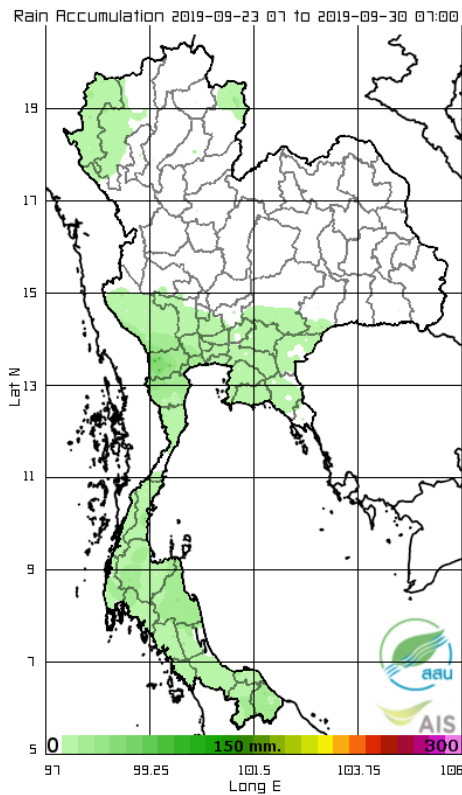 Rain Accumulation 2019-09-23 07 to 2019-09-30 07:00
19
17
15
13
11
9
7
5
Lat N
สสน
AIS
0 150 mm. 300
97 99.25 101.5 103.75 106
Long E